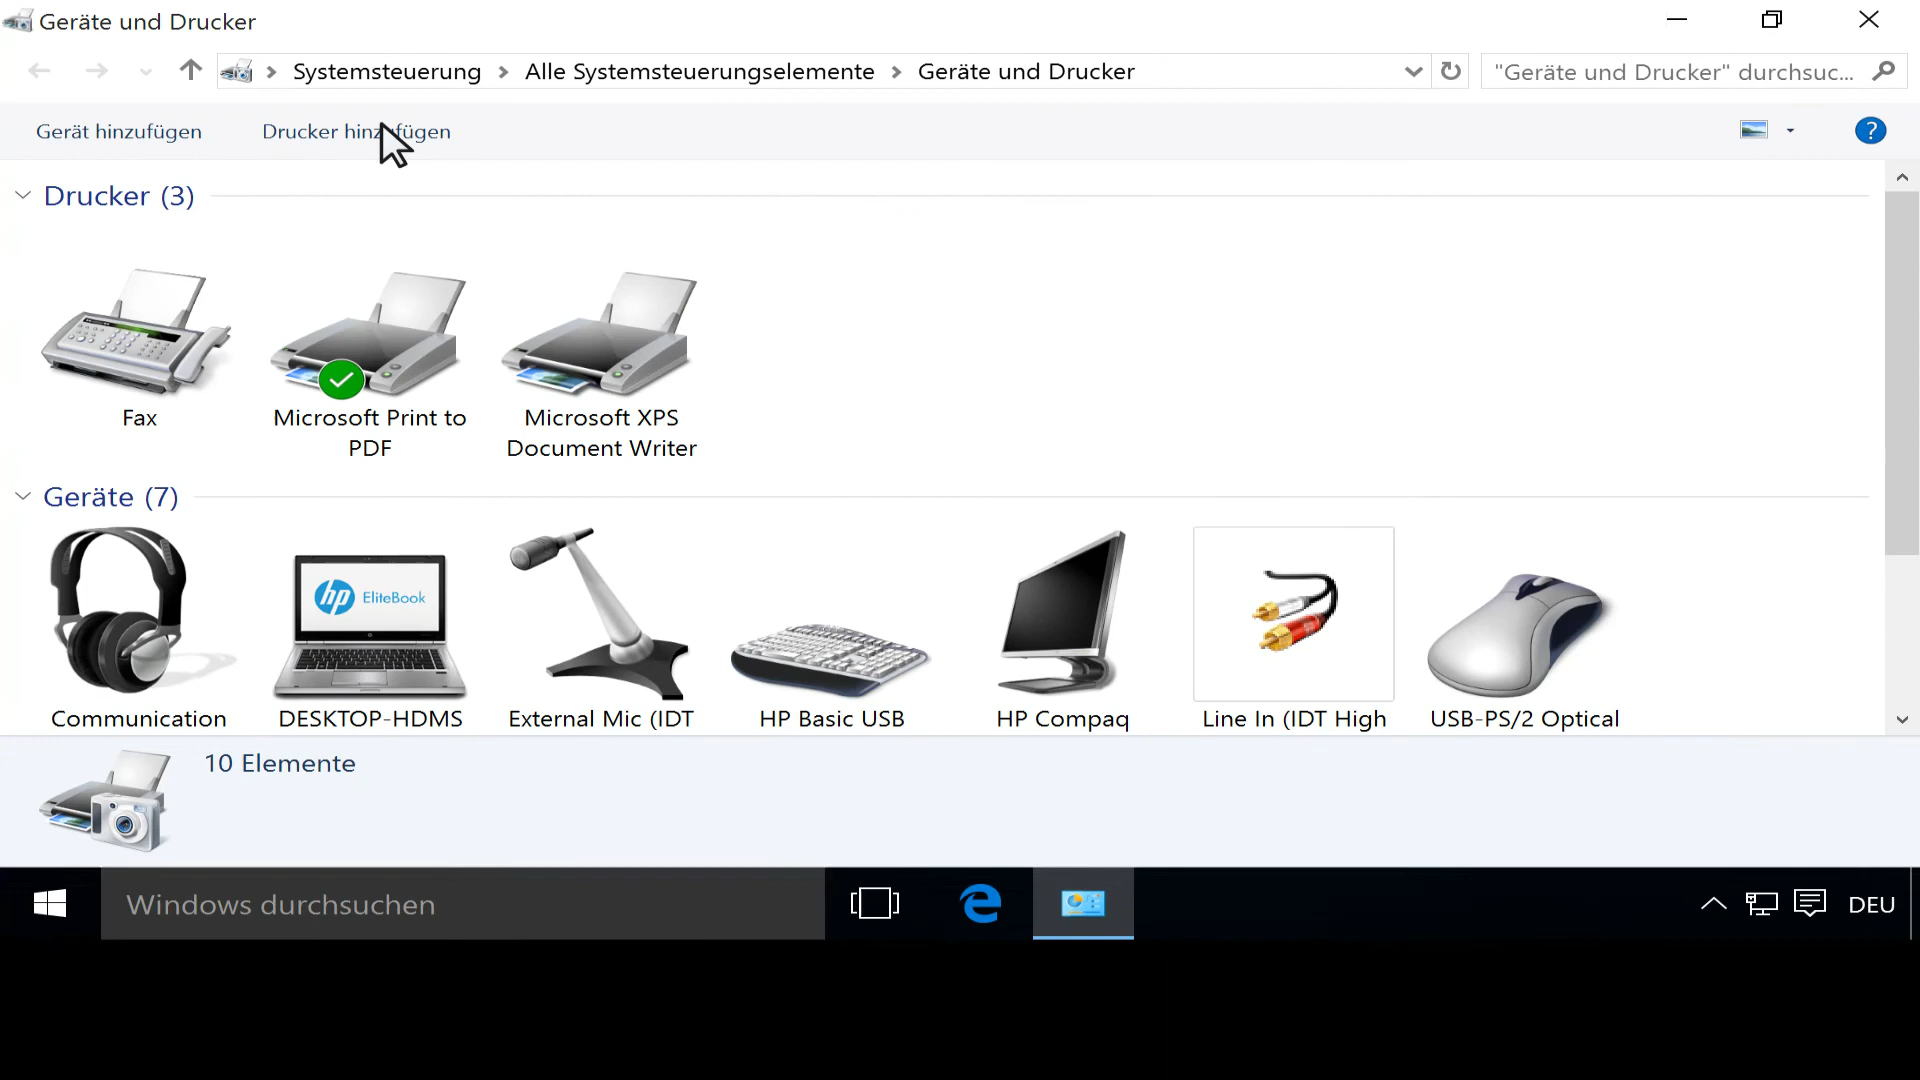 Geräte und Drucker
Systemsteuerung > Alle Systemsteuerungselemente > Geräte und Drucker
"Geräte und Drucker" durchsuc...
Gerät hinzufügen Drucker hinzufügen
?
Drucker (3)
Fax
Microsoft Print to
PDF
Microsoft XPS
Document Writer
Geräte (7)
hp EliteBook
Communication
DESKTOP-HDMS
External Mic (IDT
HP Basic USB
HP Compaq
Line In (IDT High
USB-PS/2 Optical
10 Elemente
Windows durchsuchen
DEU